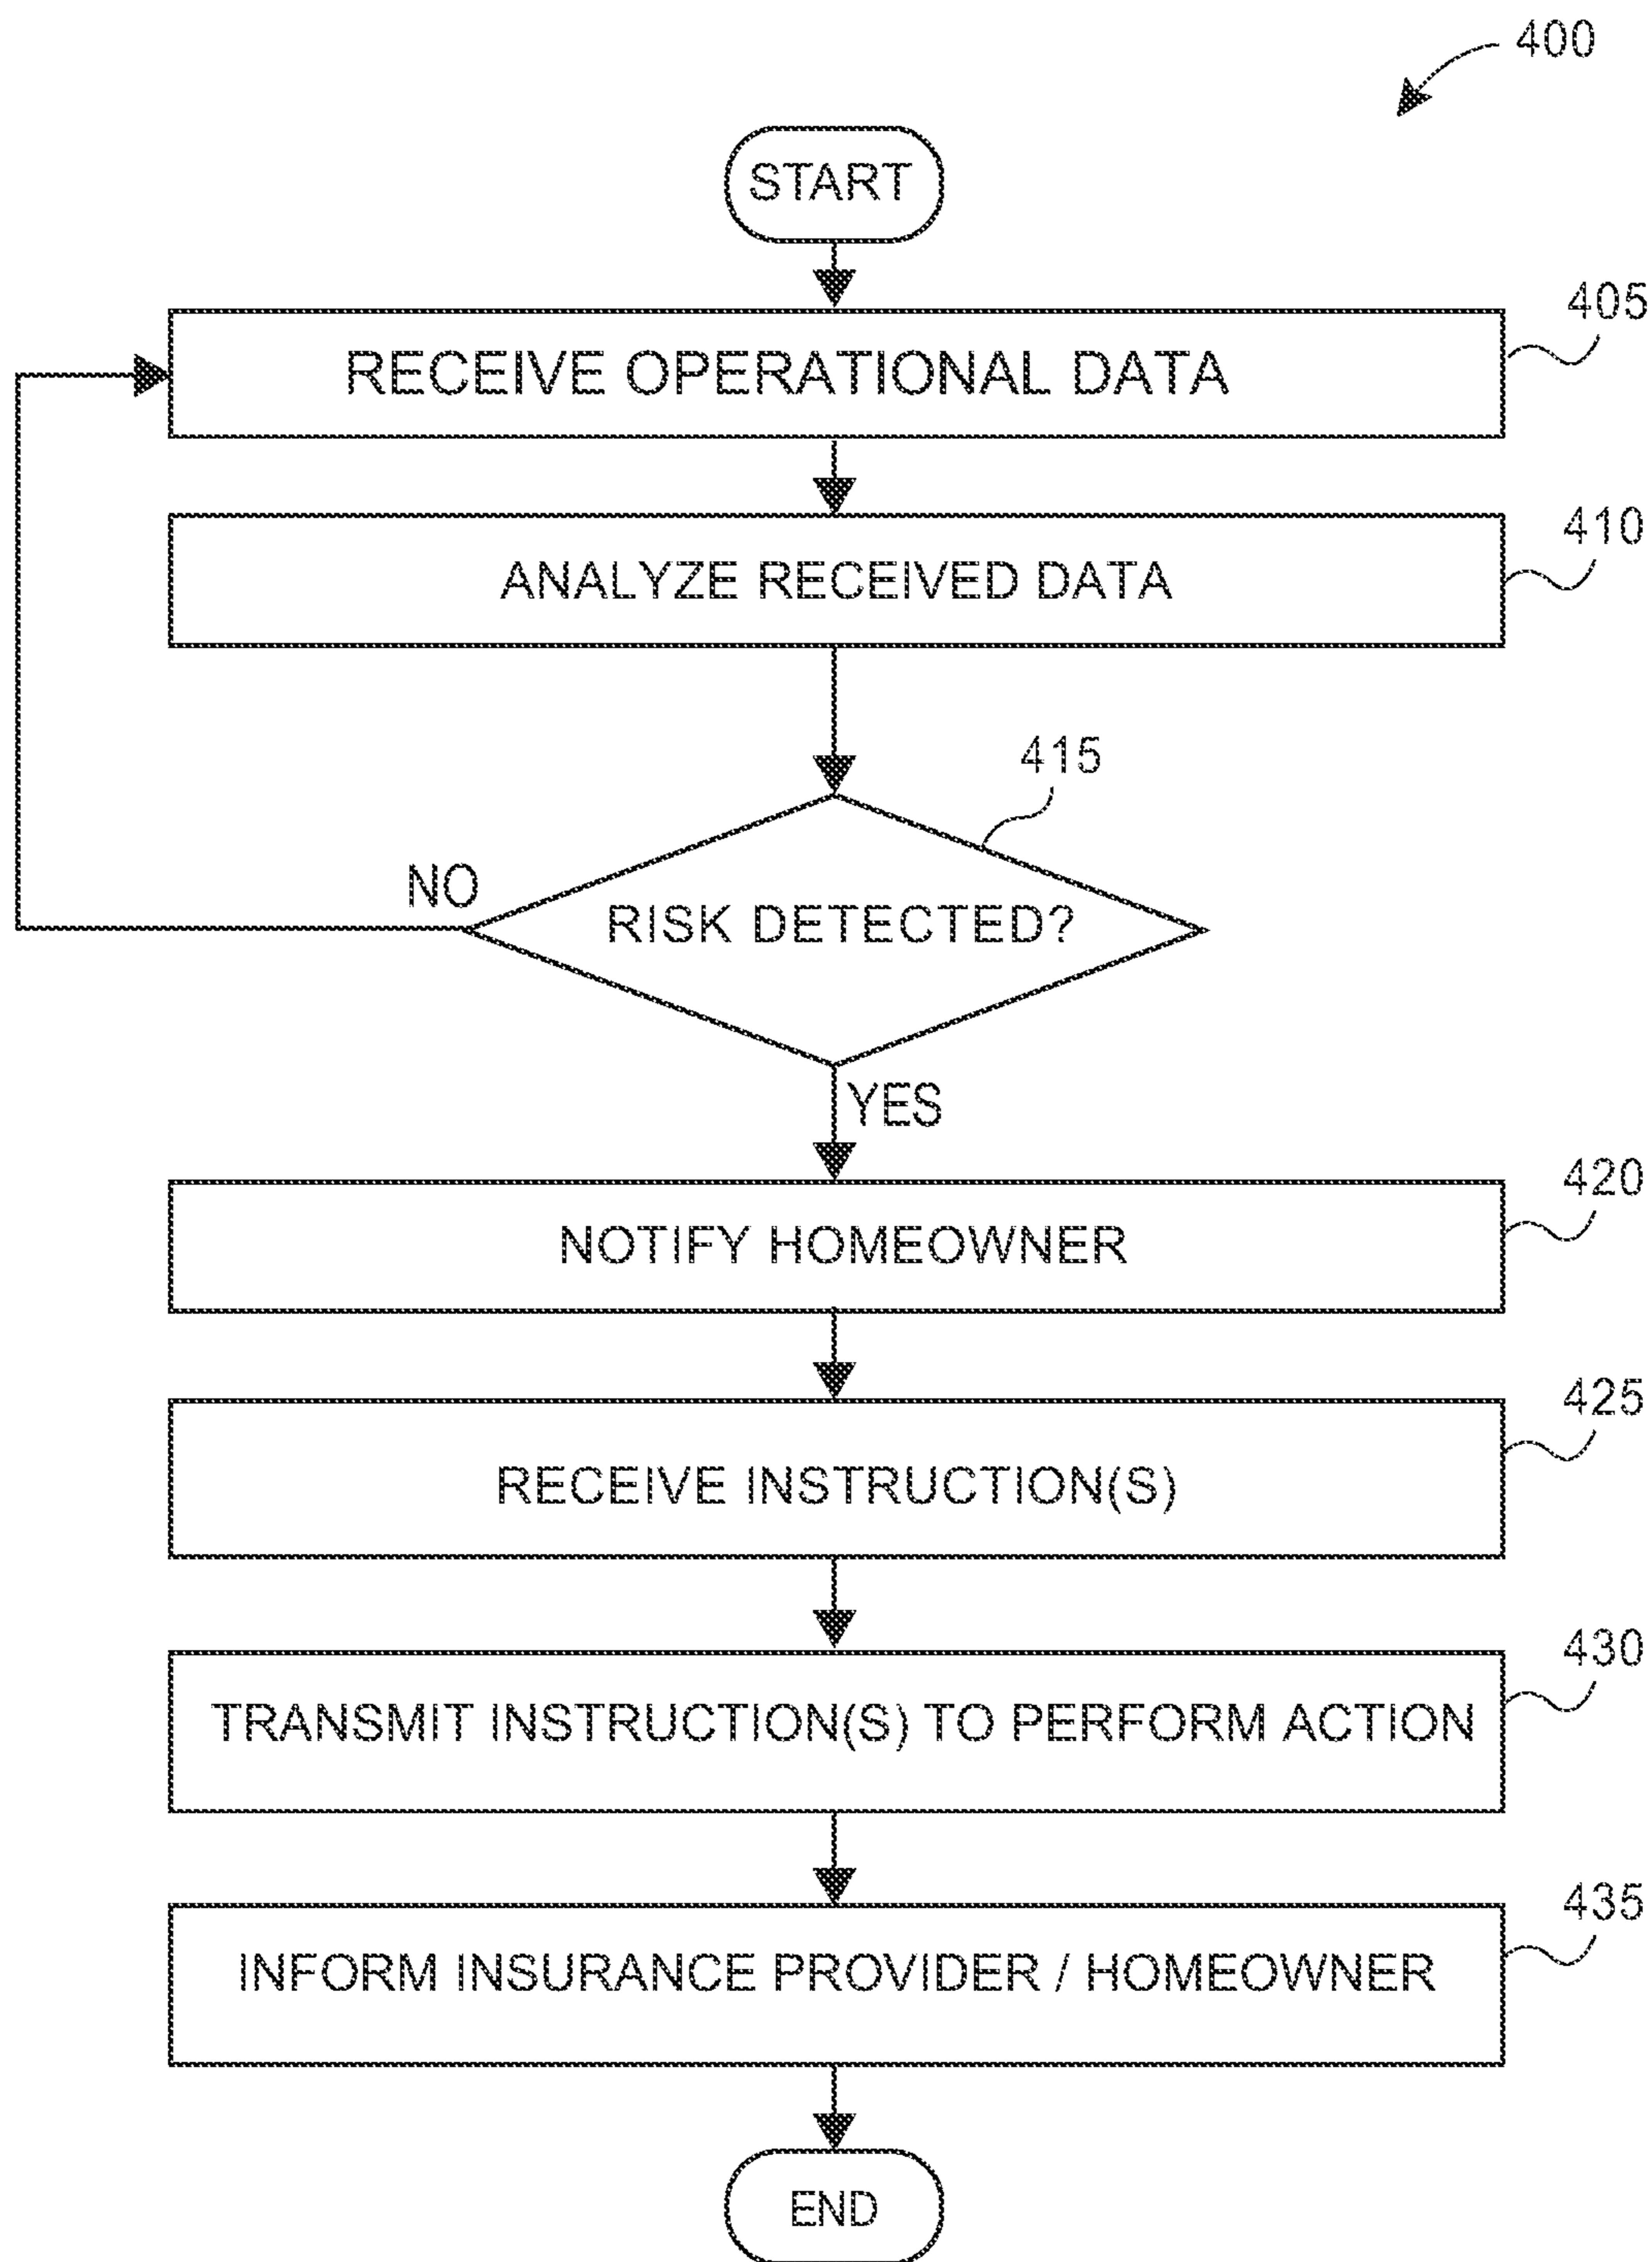 400
START
405
RECEIVE OPERATIONAL DATA
410
ANALYZE RECEIVED DATA
415
NO
RISK DETECTED?
YES
420
NOTIFY HOMEOWNER
425
RECEIVE INSTRUCTION(S)
430
TRANSMIT INSTRUCTION(S) TO PERFORM ACTION
435
INFORM INSURANCE PROVIDER / HOMEOWNER
END